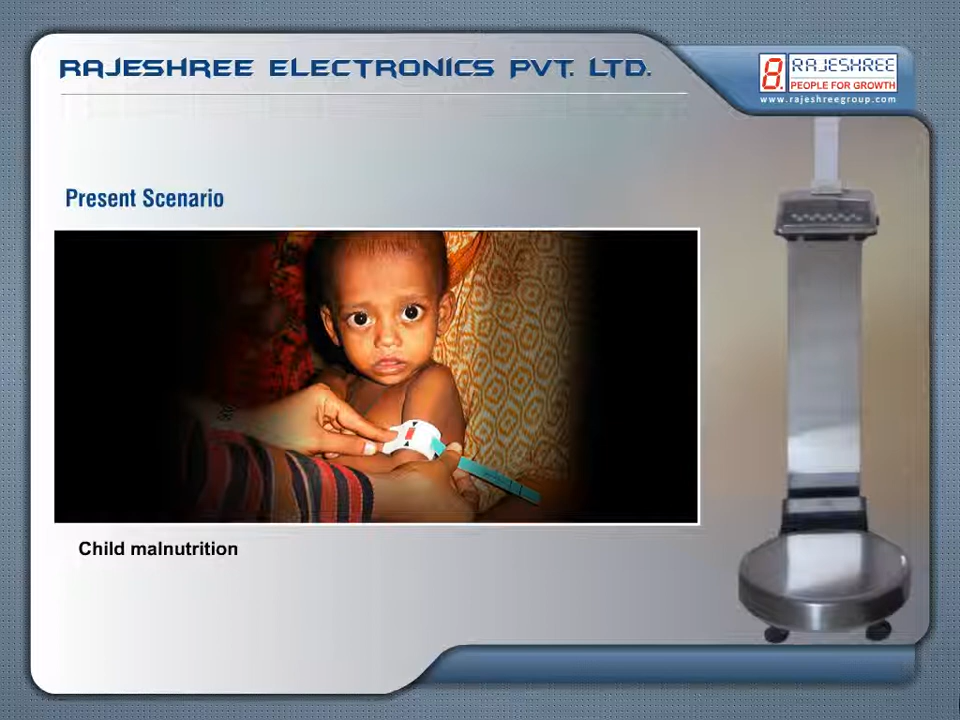 RAJESHREE ELECTRONICS PVT. LTD.
8.
RAJESHREE
PEOPLE FOR GROWTH
www.rajeshreegroup.com
Present Scenario
Child malnutrition